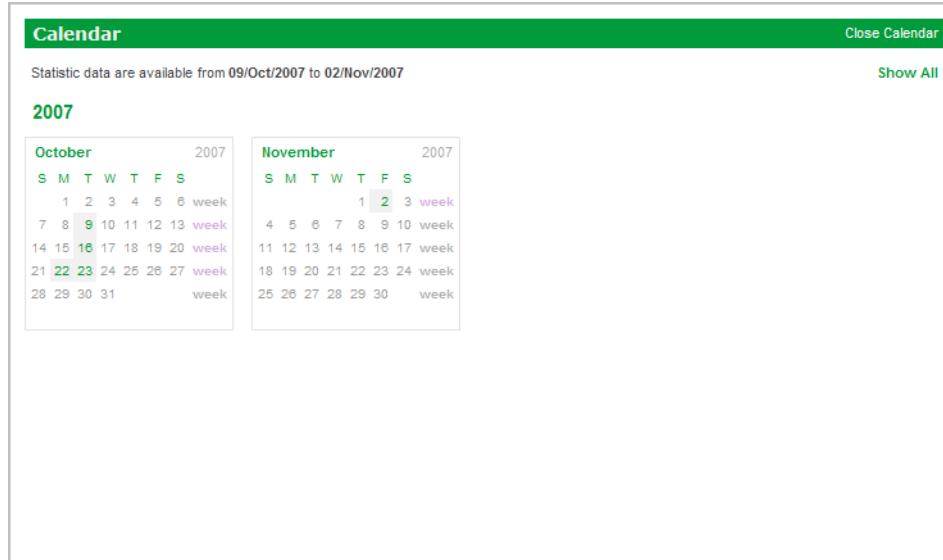 Calendar Close Calendar
Statistic data are available from 09/Oct/2007 to 02/Nov/2007 Show All
2007
October 2007
S M T W T F S
1 2 3 4 5 6 week
7 8 9 10 11 12 13 week
14 15 16 17 18 19 20 week
21 22 23 24 25 26 27 week
28 29 30 31 week
November 2007
S M T W T F S
1 2 3 week
4 5 6 7 8 9 10 week
11 12 13 14 15 16 17 week
18 19 20 21 22 23 24 week
25 26 27 28 29 30 week